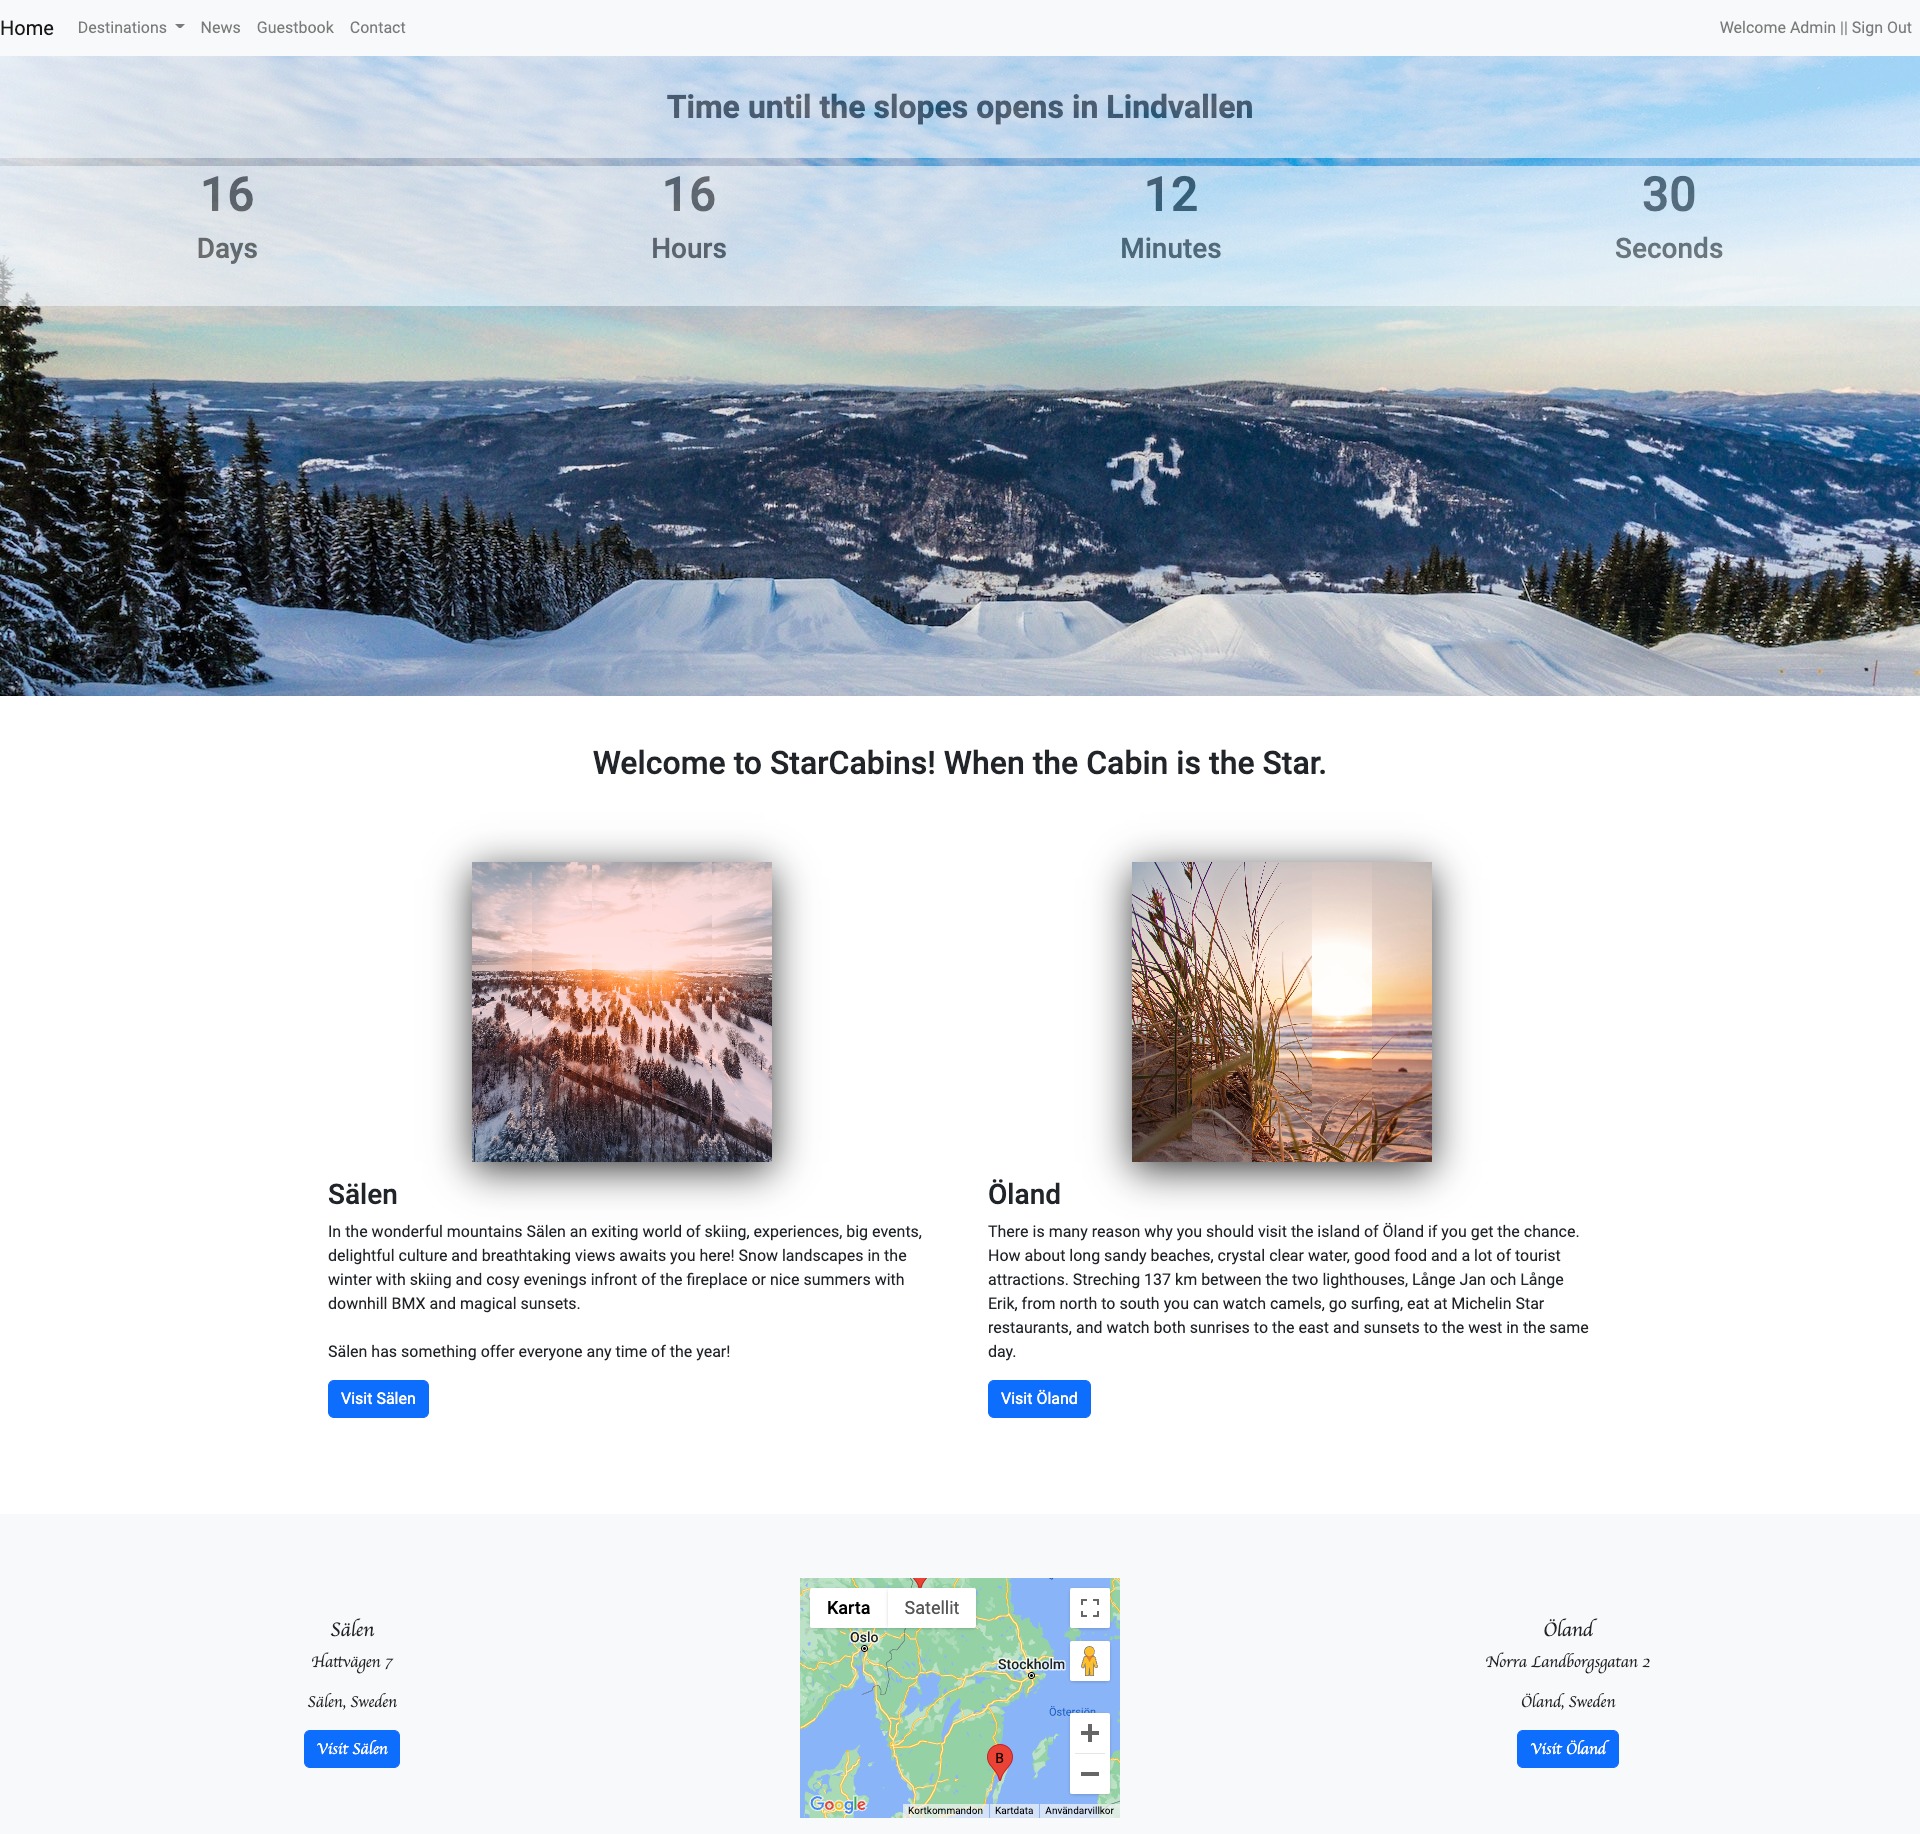 Home Destinations News Guestbook Contact Welcome Admin || Sign Out
Time until the slopes opens in Lindvallen
16 16 12 30
Days Hours Minutes Seconds
Welcome to StarCabins! When the Cabin is the Star.
Sälen
In the wonderful mountains Sälen an exiting world of skiing, experiences, big events,
delightful culture and breathtaking views awaits you here! Snow landscapes in the
winter with skiing and cosy evenings infront of the fireplace or nice summers with
downhill BMX and magical sunsets.
Sälen has something offer everyone any time of the year!
Visit Sälen
Öland
There is many reason why you should visit the island of Öland if you get the chance.
How about long sandy beaches, crystal clear water, good food and a lot of tourist
attractions. Streching 137 km between the two lighthouses, Långe Jan och Långe
Erik, from north to south you can watch camels, go surfing, eat at Michelin Star
restaurants, and watch both sunrises to the east and sunsets to the west in the same
day.
Visit Öland
Sälen
Hattvägen 7
Sälen, Sweden
Visit Sälen
Karta Satellit
Oslo
Stockholm
Östersjön
B
Google
Kortkommandon Kartdata Användarvillkor
Öland
Norra Landborgsgatan 2
Öland, Sweden
Visit Öland